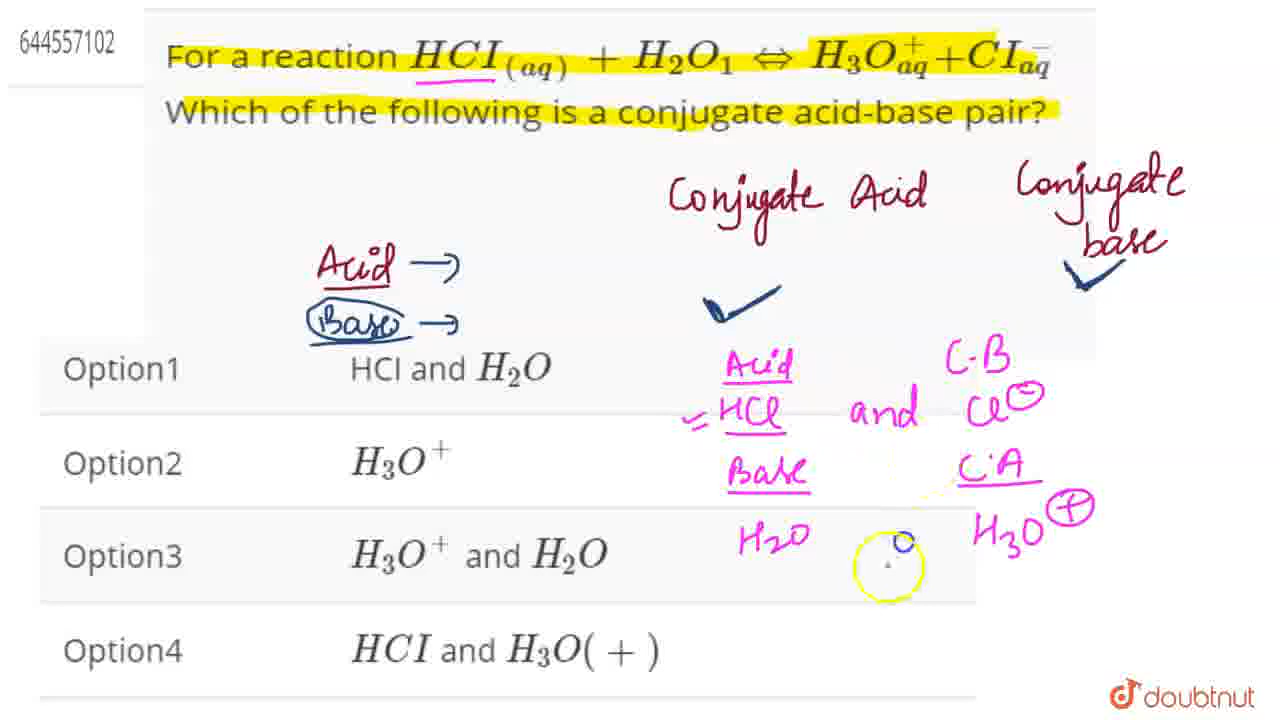 644557102
For a reaction HCI(aq) + H₂O₁ ⇔ H₃O⁺aq+CI⁻aq
Which of the following is a conjugate acid-base pair?
Conjugate Acid Conjugate base
Acid →
Base →
Option1 HCl and H₂O
Acid C-B
HCl and Cl⊖
Option2 H₃O⁺
Base C.A
H₂O H₃O⊕
Option3 H₃O⁺ and H₂O
Option4 HCI and H₃O(+)
doubtnut